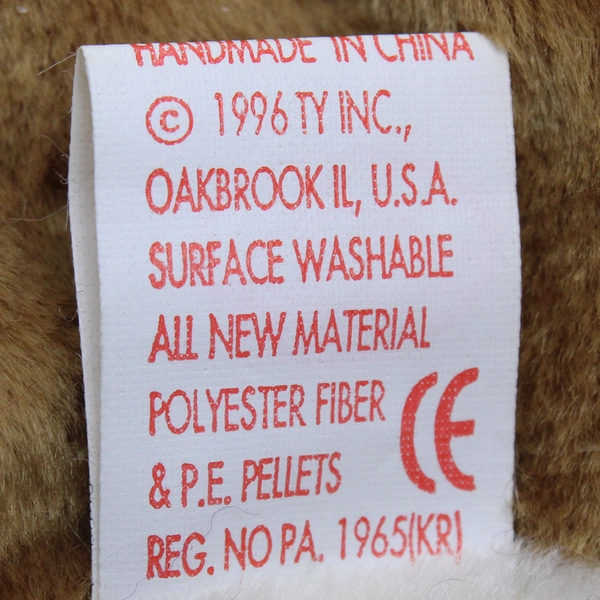 HANDMADE IN CHINA
© 1996 TY INC.,
OAKBROOK IL, U.S.A.
SURFACE WASHABLE
ALL NEW MATERIAL
POLYESTER FIBER
& P.E. PELLETS CE
REG. NO PA. 1965(KR)